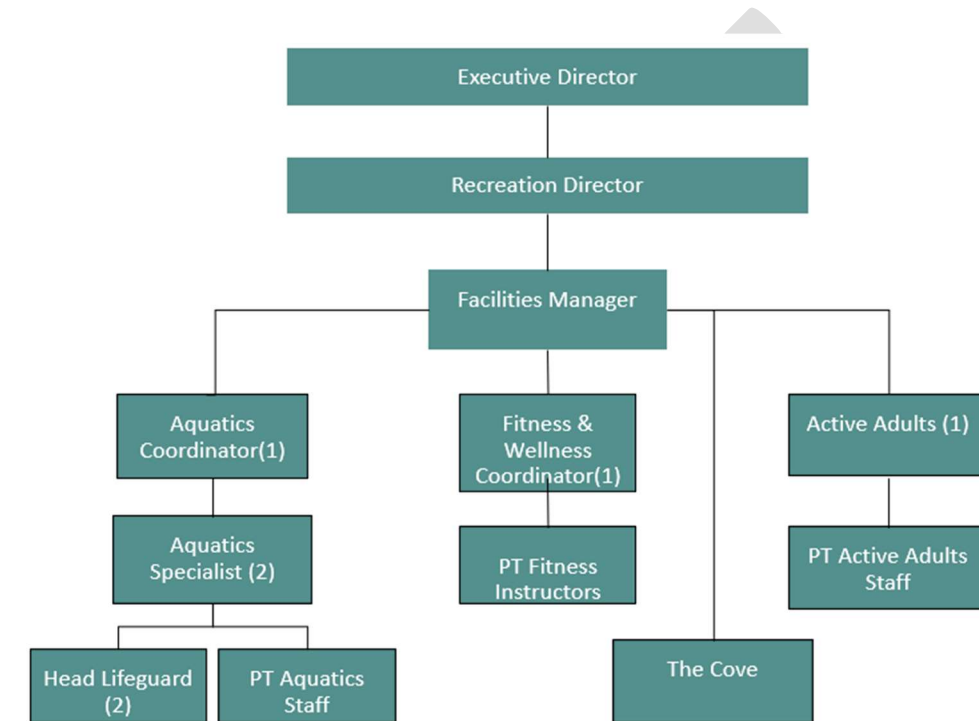 Executive Director
Recreation Director
Facilities Manager
Aquatics
Coordinator(1)
Fitness &
Wellness
Coordinator(1)
Active Adults (1)
Aquatics
Specialist (2)
PT Fitness
Instructors
PT Active Adults
Staff
Head Lifeguard
(2)
PT Aquatics
Staff
The Cove